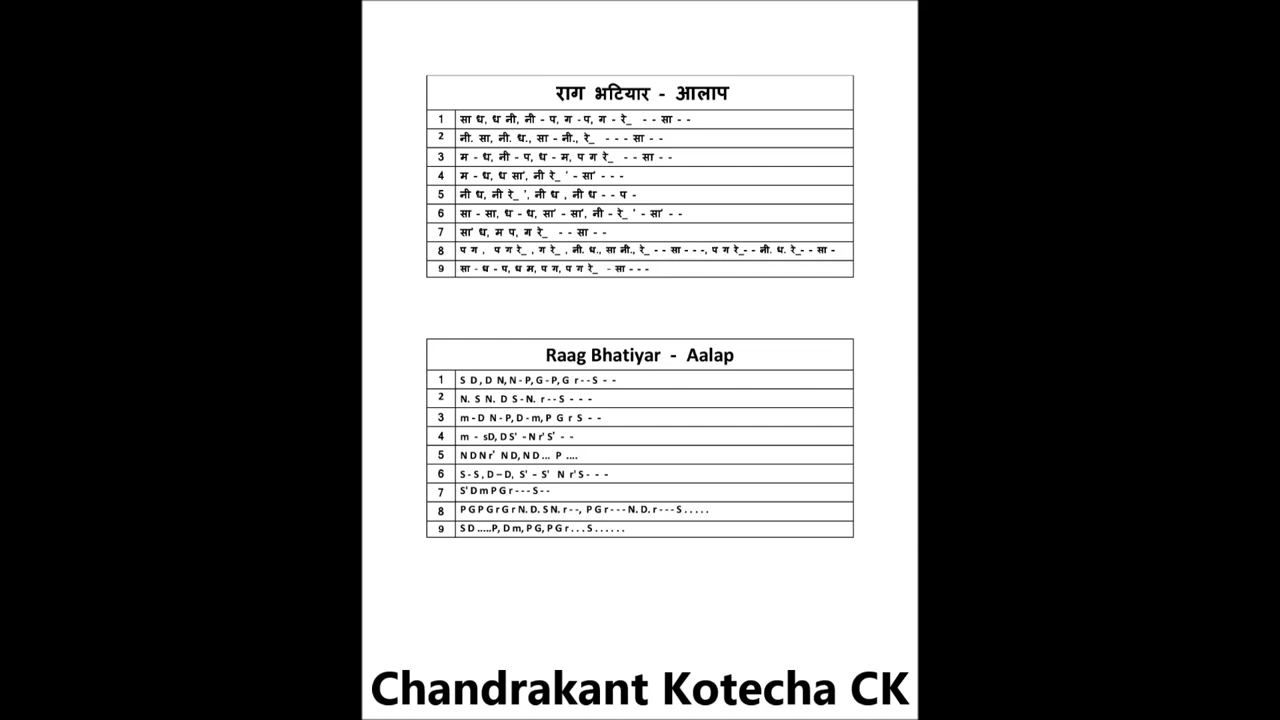 राग भटियार - आलाप
1 सा ध, ध नी, नी - प, ग - प, ग - रे_ - - सा - -
2 नी. सा, नी. ध., सा - नी., रे_ - - - सा - -
3 म - ध, नी - प, ध - म, प ग रे_ - - सा - -
4 म - ध, ध सा', नी रे_ ' - सा' - - -
5 नी ध, नी रे_ ', नी ध , नी ध - - प -
6 सा - सा, ध - ध, सा' - सा', नी - रे_ ' - सा' - -
7 सा' ध, म प, ग रे_ - - सा - -
8 प ग , प ग रे_ , ग रे_ , नी. ध., सा नी., रे_ - - सा - - -, प ग रे_- - नी. ध. रे_- - सा -
9 सा - ध - प, ध म, प ग, प ग रे_ - सा - - -
Raag Bhatiyar - Aalap
1 S D , D N, N - P, G - P, G r - - S - -
2 N. S N. D S - N. r - - S - - -
3 m - D N - P, D - m, P G r S - -
4 m - sD, D S' - N r' S' - -
5 N D N r' N D, N D ... P ....
6 S - S , D – D, S' - S' N r' S - - -
7 S' D m P G r - - - S - -
8 P G P G r G r N. D. S N. r - -, P G r - - - N. D. r - - - S . . . . .
9 S D .....P, D m, P G, P G r . . . S . . . . . .
Chandrakant Kotecha CK